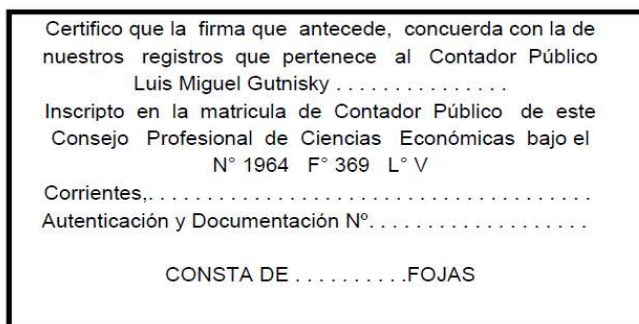 Certifico que la firma que antecede, concuerda con la de
nuestros registros que pertenece al Contador Público
Luis Miguel Gutnisky . . . . . . . . . . . . . . .
Inscripto en la matricula de Contador Público de este
Consejo Profesional de Ciencias Económicas bajo el
N° 1964 F° 369 L° V
Corrientes,. . . . . . . . . . . . . . . . . . . . . . . . . . . . . . . . . . . . . . .
Autenticación y Documentación Nº. . . . . . . . . . . . . . . . . . .
CONSTA DE . . . . . . . . . .FOJAS